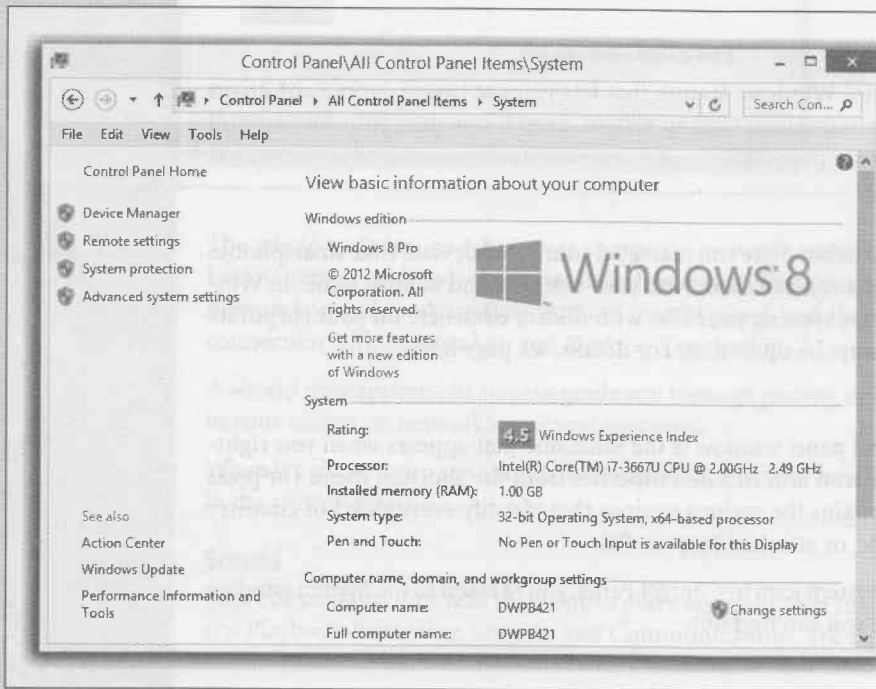 Control Panel\All Control Panel Items\System
Control Panel ▸ All Control Panel Items ▸ System
Search Con...
File Edit View Tools Help
Control Panel Home
Device Manager
Remote settings
System protection
Advanced system settings
See also
Action Center
Windows Update
Performance Information and
Tools
View basic information about your computer
Windows edition
Windows 8 Pro
© 2012 Microsoft
Corporation. All
rights reserved.
Get more features
with a new edition
of Windows
Windows 8
System
Rating: 4.5 Windows Experience Index
Processor: Intel(R) Core(TM) i7-3667U CPU @ 2.00GHz 2.49 GHz
Installed memory (RAM): 1.00 GB
System type: 32-bit Operating System, x64-based processor
Pen and Touch: No Pen or Touch Input is available for this Display
Computer name, domain, and workgroup settings
Computer name: DWPB421 Change settings
Full computer name: DWPB421